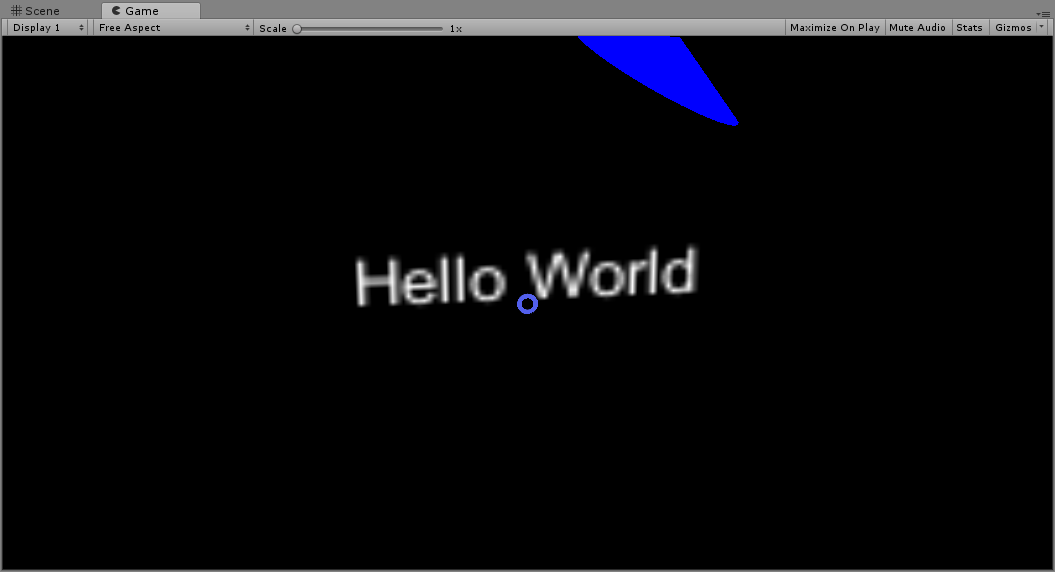 Scene Game
Display 1 Free Aspect Scale 1x Maximize On Play Mute Audio Stats Gizmos
Hello World